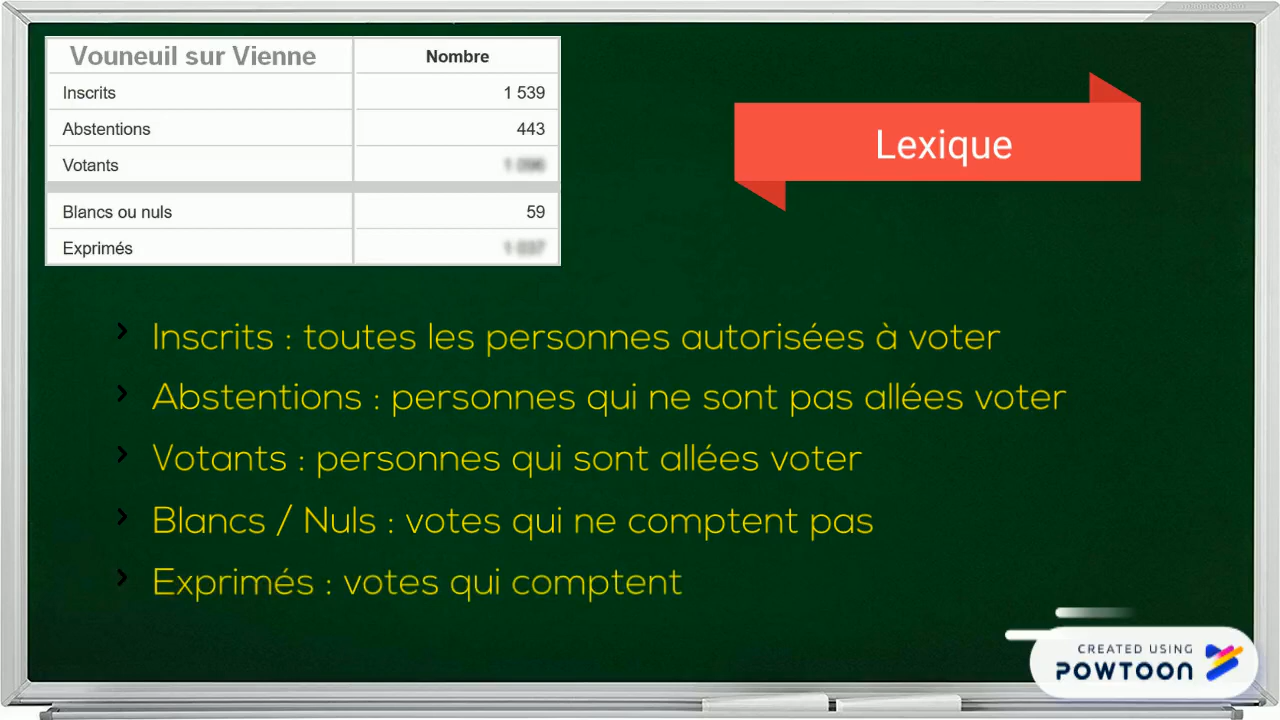 Vouneuil sur Vienne Nombre
Inscrits 1 539
Abstentions 443
Votants
Blancs ou nuls 59
Exprimés
Lexique
Inscrits : toutes les personnes autorisées à voter
Abstentions : personnes qui ne sont pas allées voter
Votants : personnes qui sont allées voter
Blancs / Nuls : votes qui ne comptent pas
Exprimés : votes qui comptent
CREATED USING
POWTOON